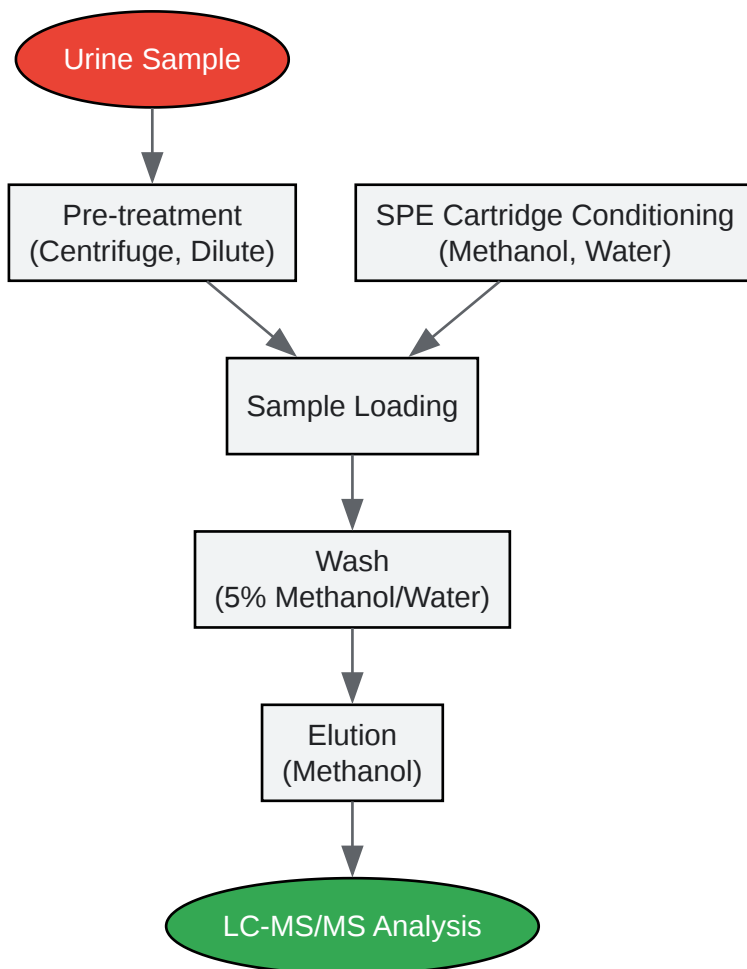 Urine Sample
Pre-treatment
(Centrifuge, Dilute)
SPE Cartridge Conditioning
(Methanol, Water)
Sample Loading
Wash
(5% Methanol/Water)
Elution
(Methanol)
LC-MS/MS Analysis